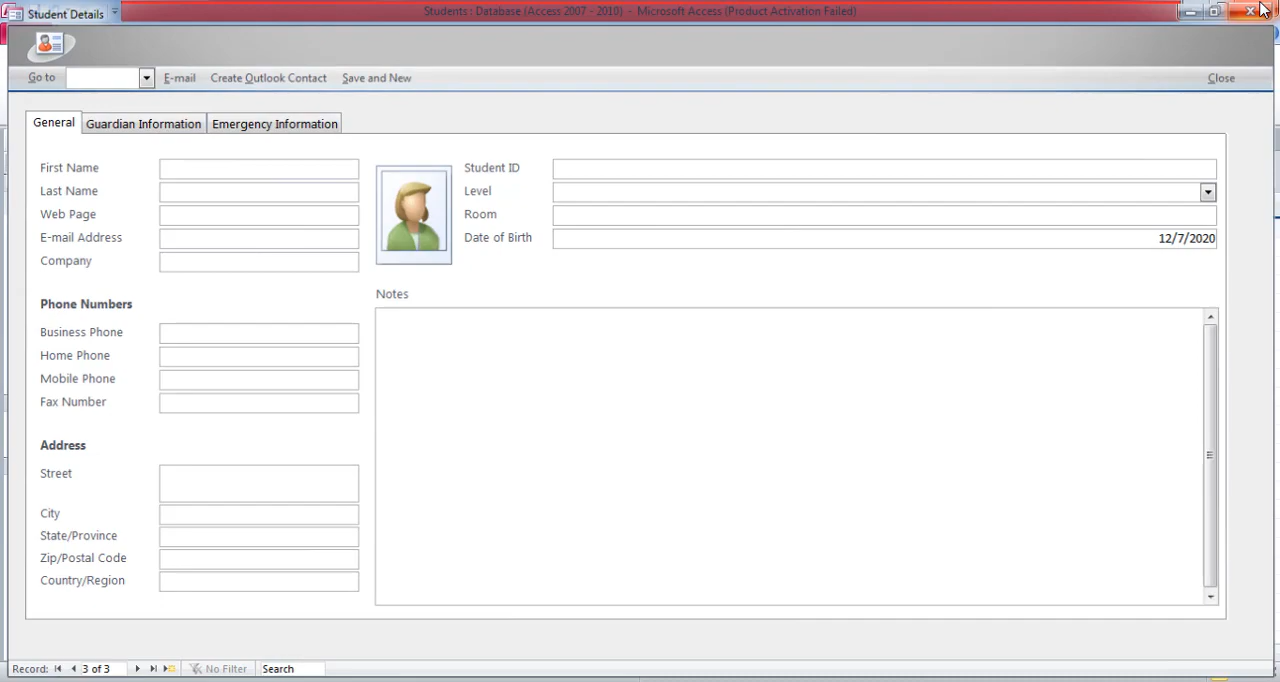 Student Details
Students : Database (Access 2007 - 2010) - Microsoft Access (Product Activation Failed)
Go to
E-mail
Create Outlook Contact
Save and New
Close
General
Guardian Information
Emergency Information
First Name
Last Name
Web Page
E-mail Address
Company
Student ID
Level
Room
Date of Birth
12/7/2020
Notes
Phone Numbers
Business Phone
Home Phone
Mobile Phone
Fax Number
Address
Street
City
State/Province
Zip/Postal Code
Country/Region
Record:
3 of 3
No Filter
Search